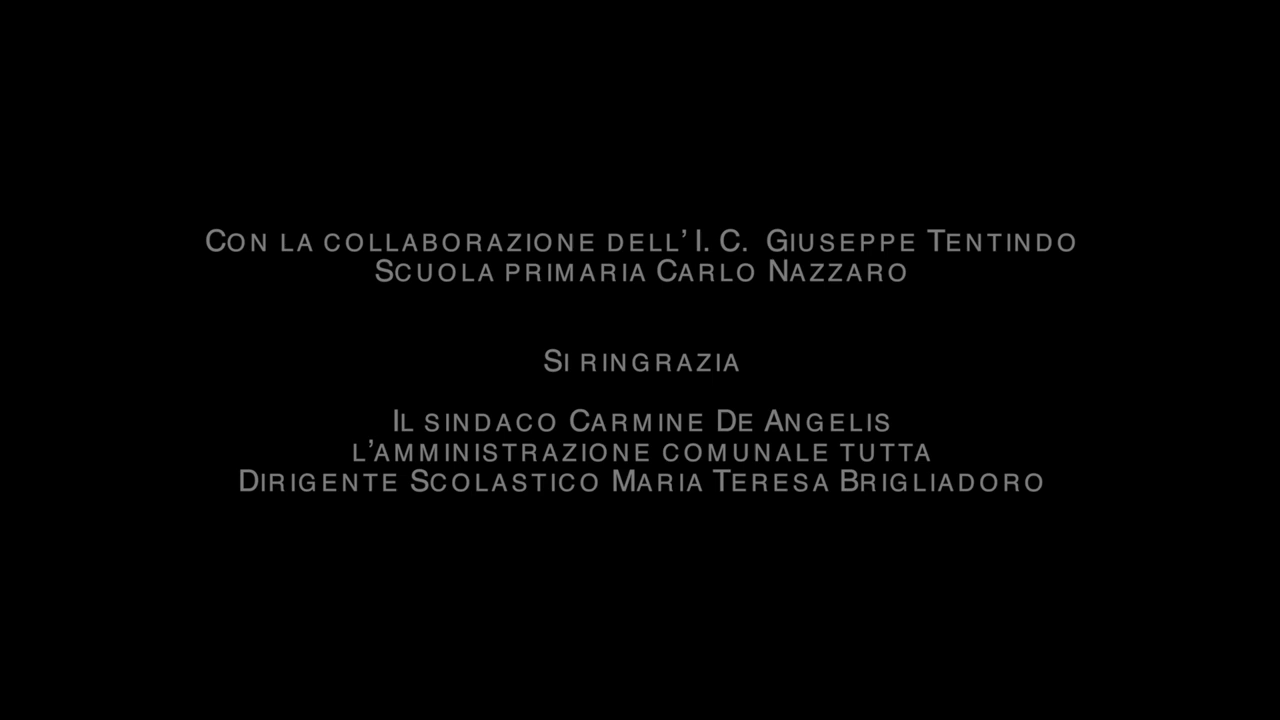 Con la collaborazione dell’ I. C. Giuseppe Tentindo
Scuola primaria Carlo Nazzaro
Si ringrazia
Il sindaco Carmine De Angelis
l’amministrazione comunale tutta
Dirigente Scolastico Maria Teresa Brigliadoro